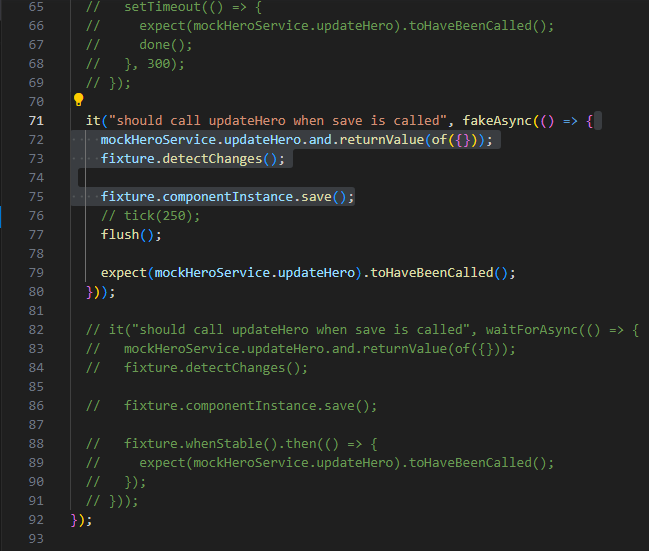 65 //   setTimeout(() => {
66 //     expect(mockHeroService.updateHero).toHaveBeenCalled();
67 //     done();
68 //   }, 300);
69 // });
70
71 it("should call updateHero when save is called", fakeAsync(() => {
72   mockHeroService.updateHero.and.returnValue(of({}));
73   fixture.detectChanges();
74
75   fixture.componentInstance.save();
76   // tick(250);
77   flush();
78
79   expect(mockHeroService.updateHero).toHaveBeenCalled();
80 }));
81
82 // it("should call updateHero when save is called", waitForAsync(() => {
83 //   mockHeroService.updateHero.and.returnValue(of({}));
84 //   fixture.detectChanges();
85
86 //   fixture.componentInstance.save();
87
88 //   fixture.whenStable().then(() => {
89 //     expect(mockHeroService.updateHero).toHaveBeenCalled();
90 //   });
91 // }));
92 });
93